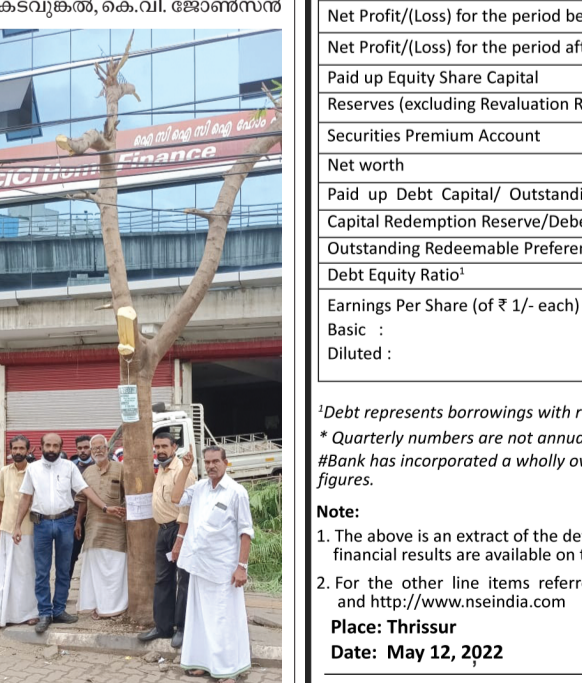 കടവുങ്കൽ, കെ.വി. ജോൺസൻ
ഐ സി ഐ സി ഐ ഹോം
ICICI Home Finance
Net Profit/(Loss) for the period be
Net Profit/(Loss) for the period af
Paid up Equity Share Capital
Reserves (excluding Revaluation R
Securities Premium Account
Net worth
Paid up Debt Capital/ Outstandi
Capital Redemption Reserve/Debe
Outstanding Redeemable Preferen
Debt Equity Ratio¹
Earnings Per Share (of ₹ 1/- each)
Basic :
Diluted :
¹Debt represents borrowings with r
* Quarterly numbers are not annua
#Bank has incorporated a wholly ov
figures.
Note:
1. The above is an extract of the de
financial results are available on t
2. For the other line items referr
and http://www.nseindia.com
Place: Thrissur
Date: May 12, 2022